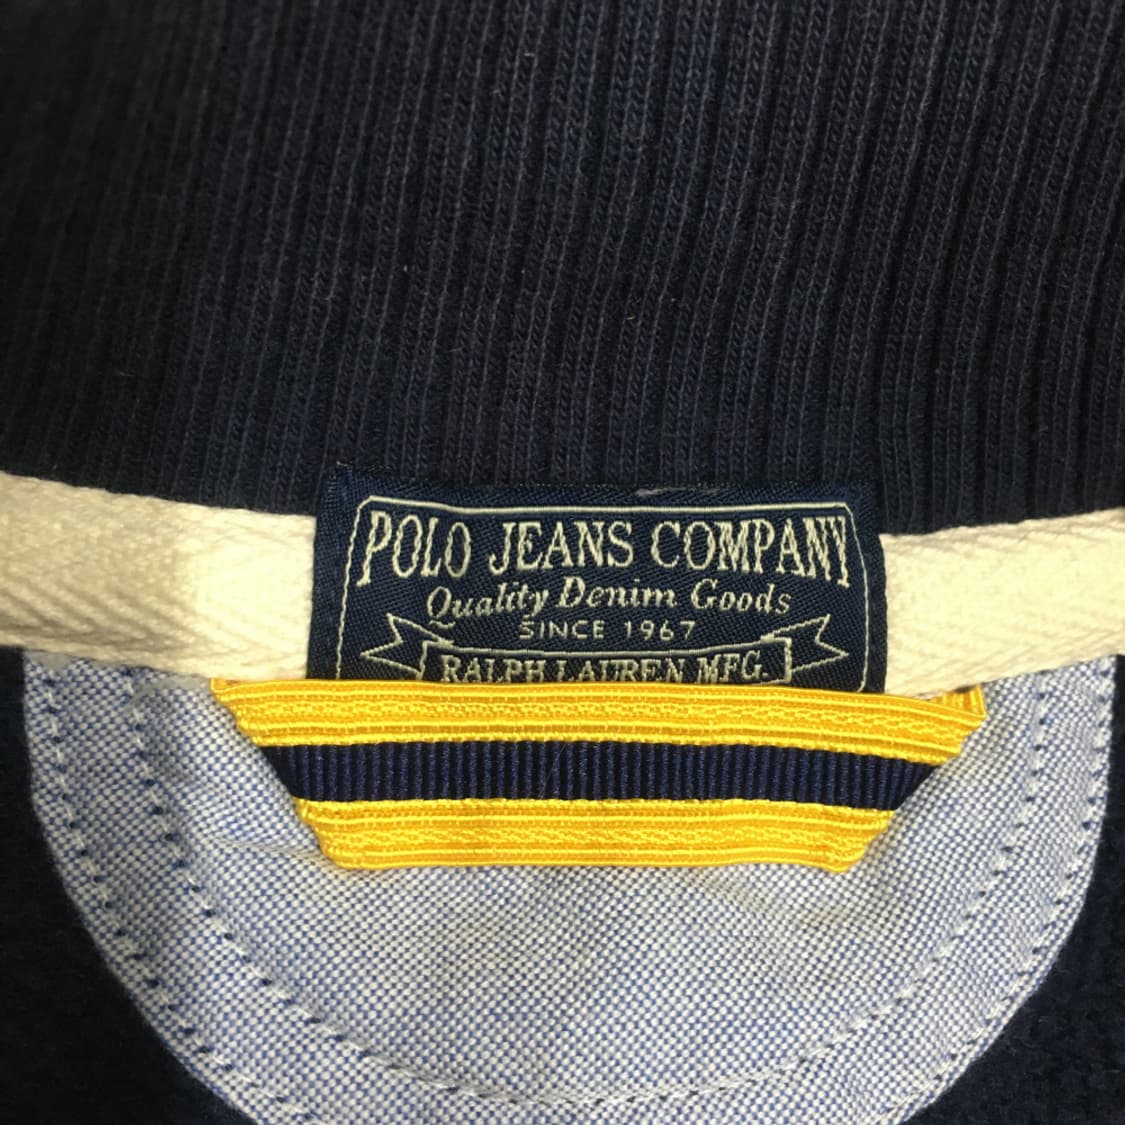 POLO JEANS COMPANY
Quality Denim Goods
SINCE 1967
RALPH LAUREN MFG.